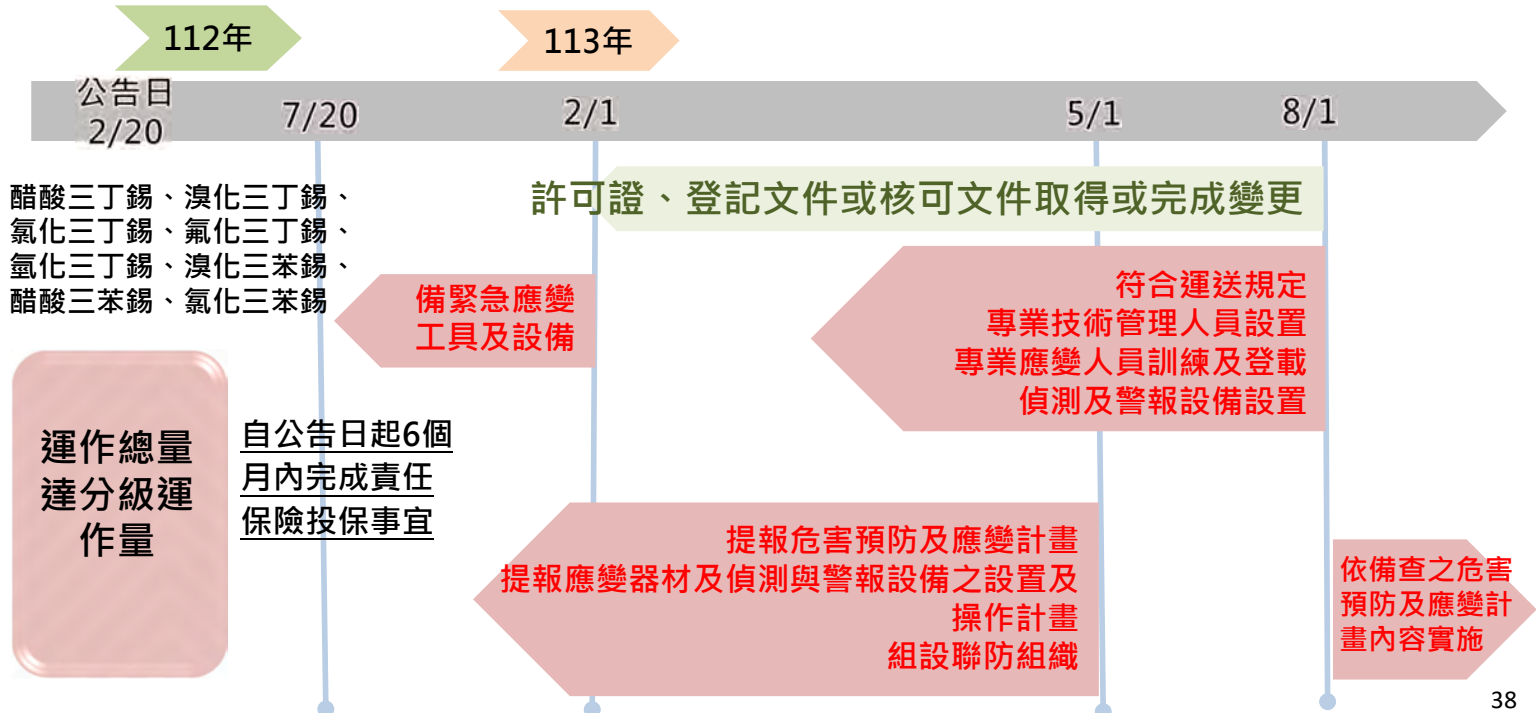 112年
113年
公告日
2/20
7/20
2/1
5/1
8/1
醋酸三丁錫、溴化三丁錫、
氯化三丁錫、氟化三丁錫、
氫化三丁錫、溴化三苯錫、
醋酸三苯錫、氯化三苯錫
許可證、登記文件或核可文件取得或完成變更
備緊急應變
工具及設備
符合運送規定
專業技術管理人員設置
專業應變人員訓練及登載
偵測及警報設備設置
運作總量
達分級運
作量
自公告日起6個
月內完成責任
保險投保事宜
提報危害預防及應變計畫
提報應變器材及偵測與警報設備之設置及
操作計畫
組設聯防組織
依備查之危害
預防及應變計
畫內容實施
38